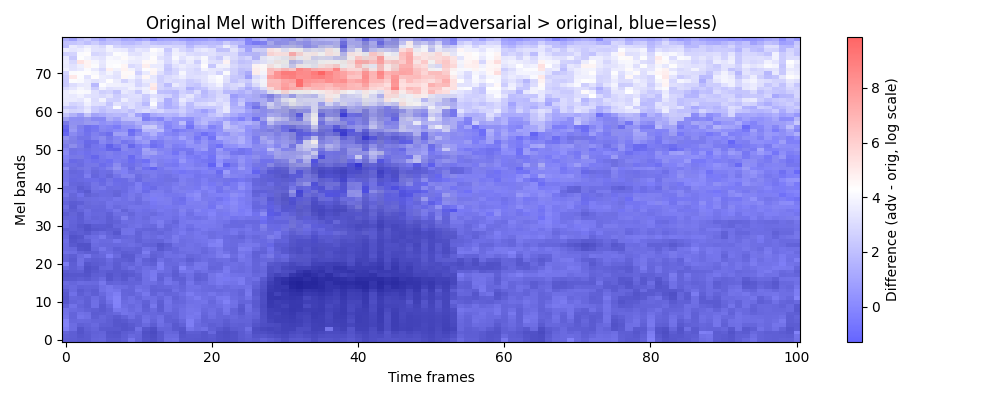 Original Mel with Differences (red=adversarial > original, blue=less)
Mel bands
70
60
50
40
30
20
10
0
0 20 40 60 80 100
Time frames
8
6
4
2
0
Difference (adv - orig, log scale)